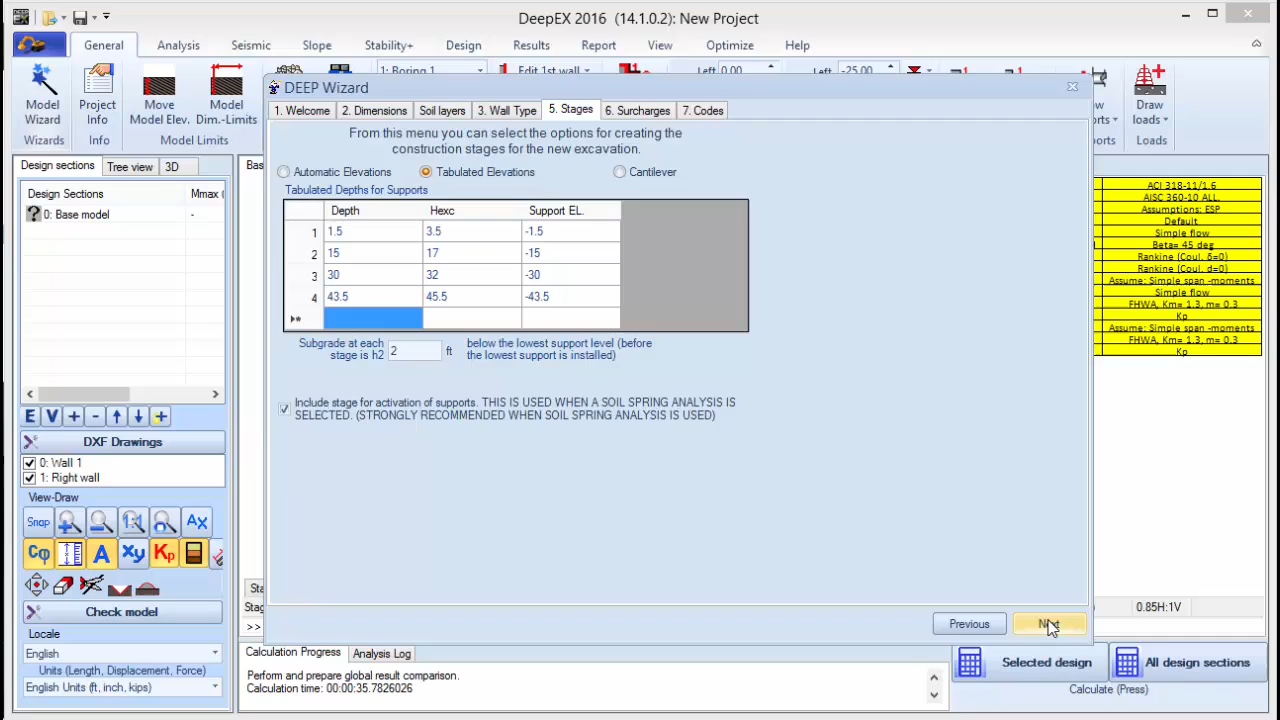 DeepEX 2016 (14.1.0.2): New Project
General Analysis Seismic Slope Stability+ Design Results Report View Optimize Help
1: Boring 1 Edit 1st wall Left 0.00 Left -25.00
Model Wizard
Project Info
Move Model Elev.
Model Dim.-Limits
Draw loads
Wizards Info Model Limits Loads
DEEP Wizard
1. Welcome 2. Dimensions Soil layers 3. Wall Type 5. Stages 6. Surcharges 7. Codes
From this menu you can select the options for creating the
construction stages for the new excavation.
Automatic Elevations Tabulated Elevations Cantilever
Tabulated Depths for Supports
Depth Hexc Support EL.
1 1.5 3.5 -1.5
2 15 17 -15
3 30 32 -30
4 43.5 45.5 -43.5
Subgrade at each
stage is h2 2 ft
below the lowest support level (before
the lowest support is installed)
Include stage for activation of supports. THIS IS USED WHEN A SOIL SPRING ANALYSIS IS
SELECTED. (STRONGLY RECOMMENDED WHEN SOIL SPRING ANALYSIS IS USED)
Previous
Design sections Tree view 3D
Design Sections Mmax (
0: Base model -
E V + - +
DXF Drawings
0: Wall 1
1: Right wall
View-Draw
Snap 1:1 Ax
Cφ A Xy Kp
Check model
Locale
English
Units (Length, Displacement, Force)
English Units (ft, inch, kips)
ACI 318-11/1.6
AISC 360-10 ALL.
Assumptions: ESP
Default
Simple flow
Beta= 45 deg
Rankine (Coul. δ=0)
Rankine (Coul. d=0)
Assume: Simple span -moments
Simple flow
FHWA, Km= 1.3, m= 0.3
Kp
Assume: Simple span -moments
FHWA, Km= 1.3, m= 0.3
Kp
0.85H:1V
>>
Calculation Progress Analysis Log
Perform and prepare global result comparison.
Calculation time: 00:00:35.7826026
Selected design All design sections
Calculate (Press)